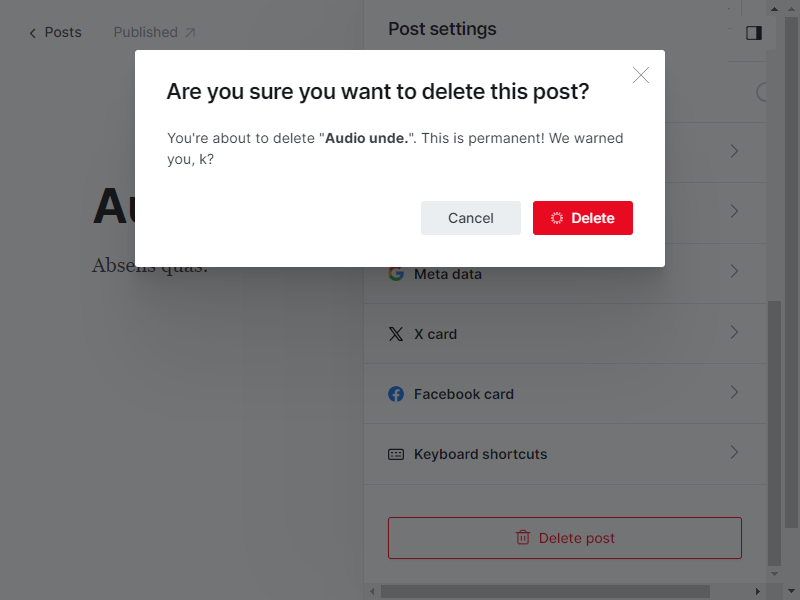 Posts
Published
Post settings
Are you sure you want to delete this post?
You're about to delete "Audio unde.". This is permanent! We warned
you, k?
Cancel
Delete
Absens quas.
Meta data
X card
Facebook card
Keyboard shortcuts
Delete post